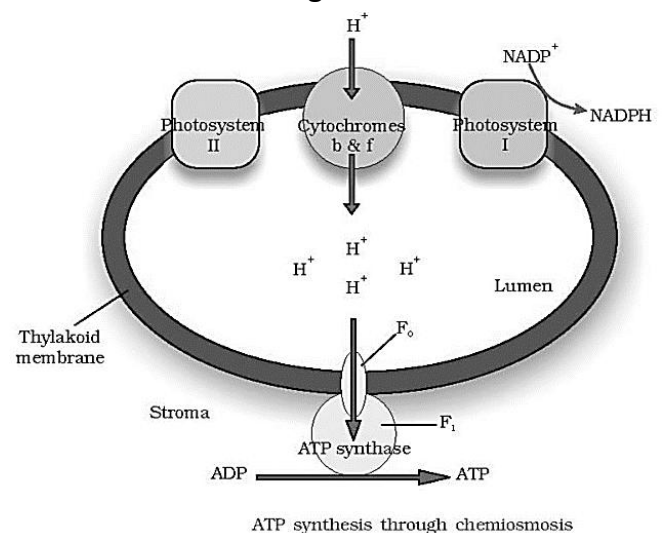 H+
NADP+
NADPH
Photosystem
II
Cytochromes
b & f
Photosystem
I
H+
H+
H+
H+
Lumen
Thylakoid
membrane
F0
Stroma
F1
ATP synthase
ADP
ATP
ATP synthesis through chemiosmosis